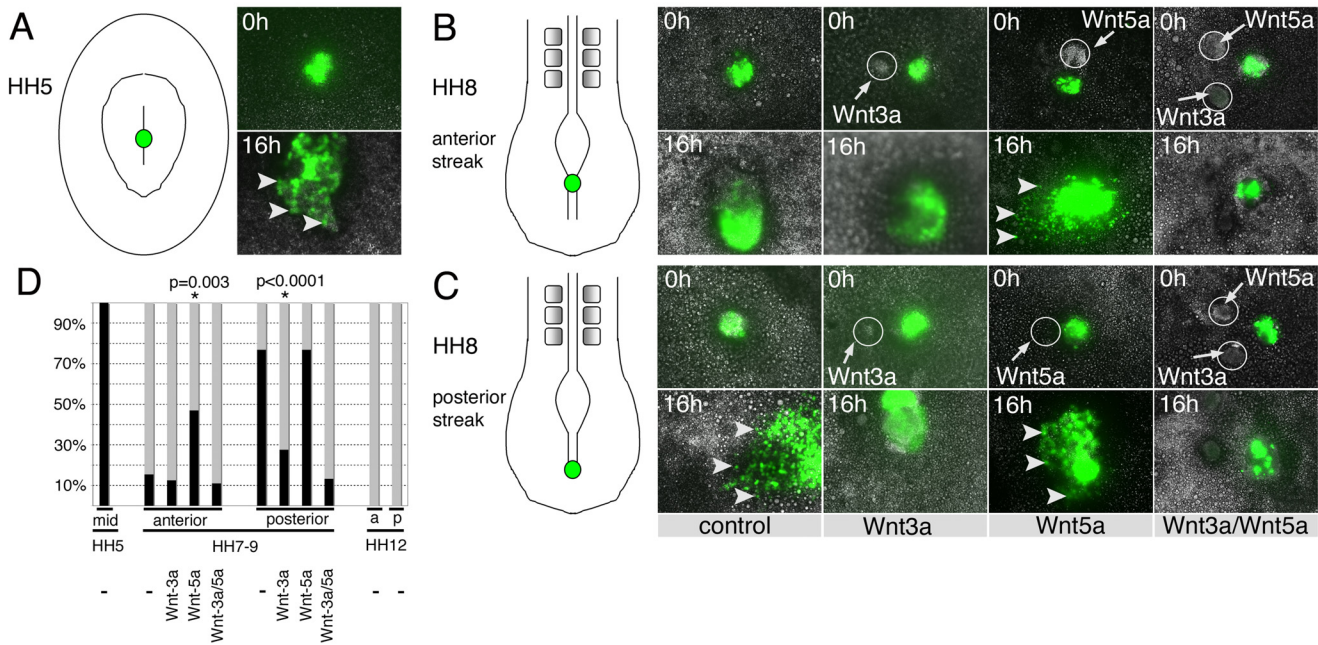 A
HH5
0h
16h
B
HH8
anterior
streak
0h
0h
Wnt3a
0h
Wnt5a
0h
Wnt5a
Wnt3a
16h
16h
16h
16h
C
HH8
posterior
streak
0h
0h
Wnt3a
0h
Wnt5a
0h
Wnt5a
Wnt3a
16h
16h
16h
16h
control
Wnt3a
Wnt5a
Wnt3a/Wnt5a
D
p=0.003
p<0.0001
*
*
90%
70%
50%
30%
10%
mid
anterior
posterior
a
p
HH5
HH7-9
HH12
-
-
Wnt-3a
Wnt-5a
Wnt-3a/5a
-
Wnt-3a
Wnt-5a
Wnt-3a/5a
-
-